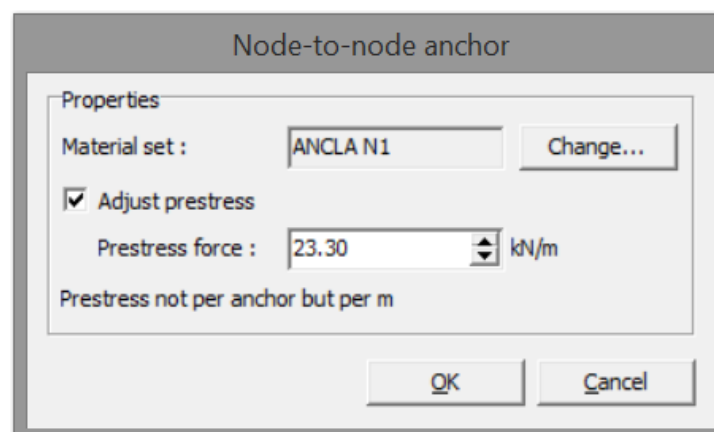 Node-to-node anchor
Properties
Material set : ANCLA N1 Change...
Adjust prestress
Prestress force : 23.30 kN/m
Prestress not per anchor but per m
OK Cancel